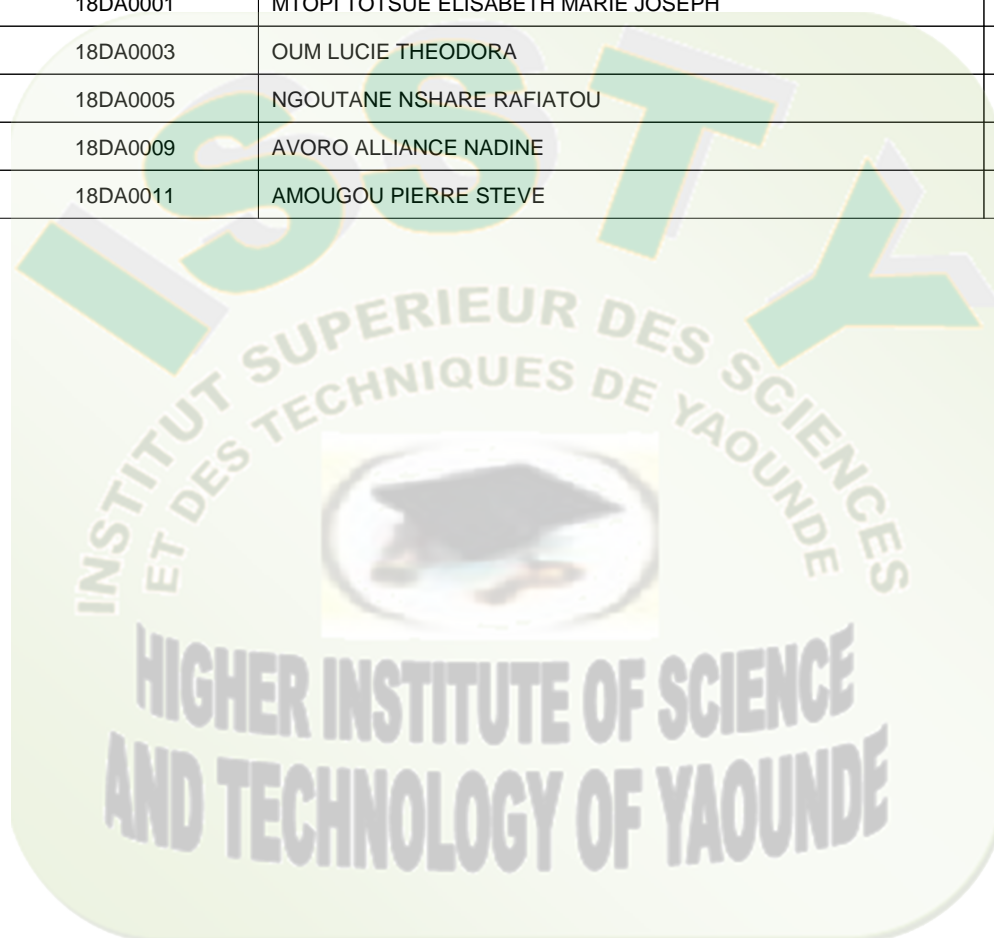 18DA0001 MTOPI TOTSUE ELISABETH MARIE JOSEPH
18DA0003 OUM LUCIE THEODORA
18DA0005 NGOUTANE NSHARE RAFIATOU
18DA0009 AVORO ALLIANCE NADINE
18DA0011 AMOUGOU PIERRE STEVE
ISSTY
INSTITUT SUPERIEUR DES SCIENCES
ET DES TECHNIQUES DE YAOUNDE
HIGHER INSTITUTE OF SCIENCE
AND TECHNOLOGY OF YAOUNDE